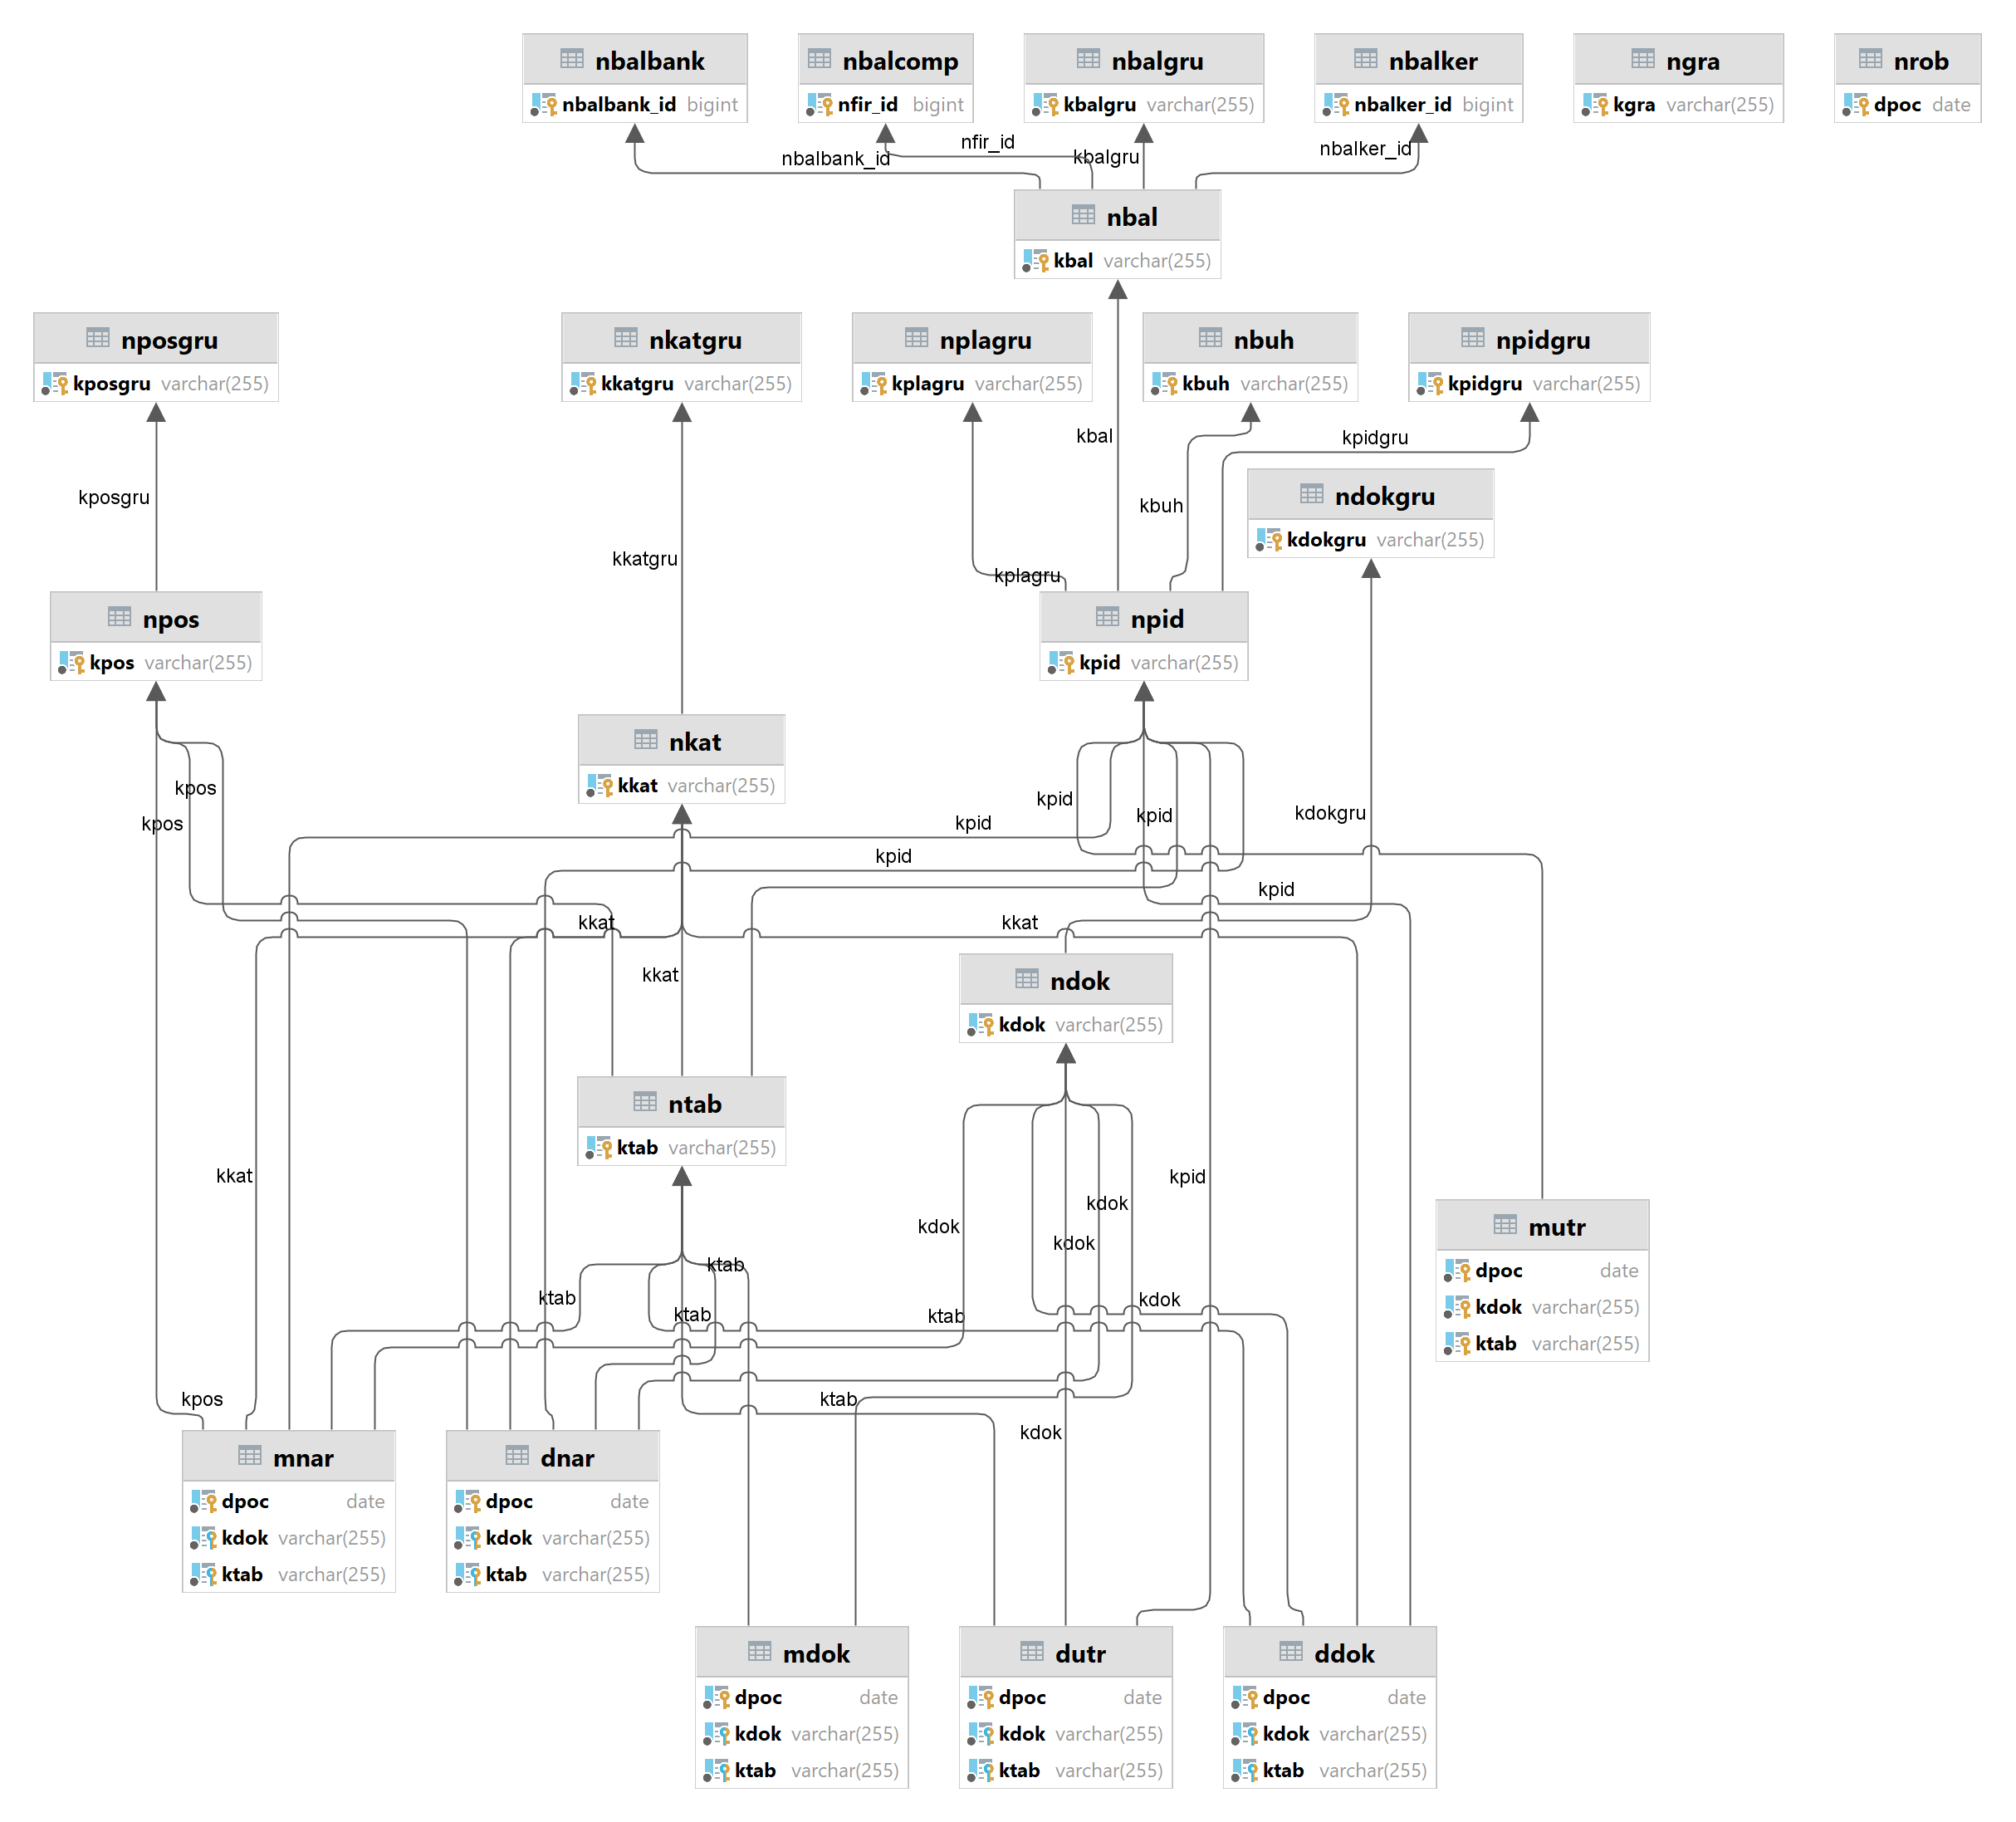 nbalbank
nbalbank_id bigint
nbalcomp
nfir_id bigint
nbalgru
kbalgru varchar(255)
nbalker
nbalker_id bigint
ngra
kgra varchar(255)
nrob
dpoc date
nbalbank_id
nfir_id
kbalgru
nbalker_id
nbal
kbal varchar(255)
nposgru
kposgru varchar(255)
nkatgru
kkatgru varchar(255)
nplagru
kplagru varchar(255)
nbuh
kbuh varchar(255)
npidgru
kpidgru varchar(255)
kbal
kpidgru
kposgru
kbuh
ndokgru
kdokgru varchar(255)
kkatgru
kplagru
npos
kpos varchar(255)
npid
kpid varchar(255)
nkat
kkat varchar(255)
kpos
kpos
kpid
kpid
kpid
kdokgru
kpid
kpid
kkat
kkat
kkat
ndok
kdok varchar(255)
ntab
ktab varchar(255)
kkat
kpid
kdok
kdok
kdok
mutr
dpoc date
kdok varchar(255)
ktab varchar(255)
ktab
ktab
ktab
ktab
kdok
kpos
ktab
kdok
mnar
dpoc date
kdok varchar(255)
ktab varchar(255)
dnar
dpoc date
kdok varchar(255)
ktab varchar(255)
mdok
dpoc date
kdok varchar(255)
ktab varchar(255)
dutr
dpoc date
kdok varchar(255)
ktab varchar(255)
ddok
dpoc date
kdok varchar(255)
ktab varchar(255)